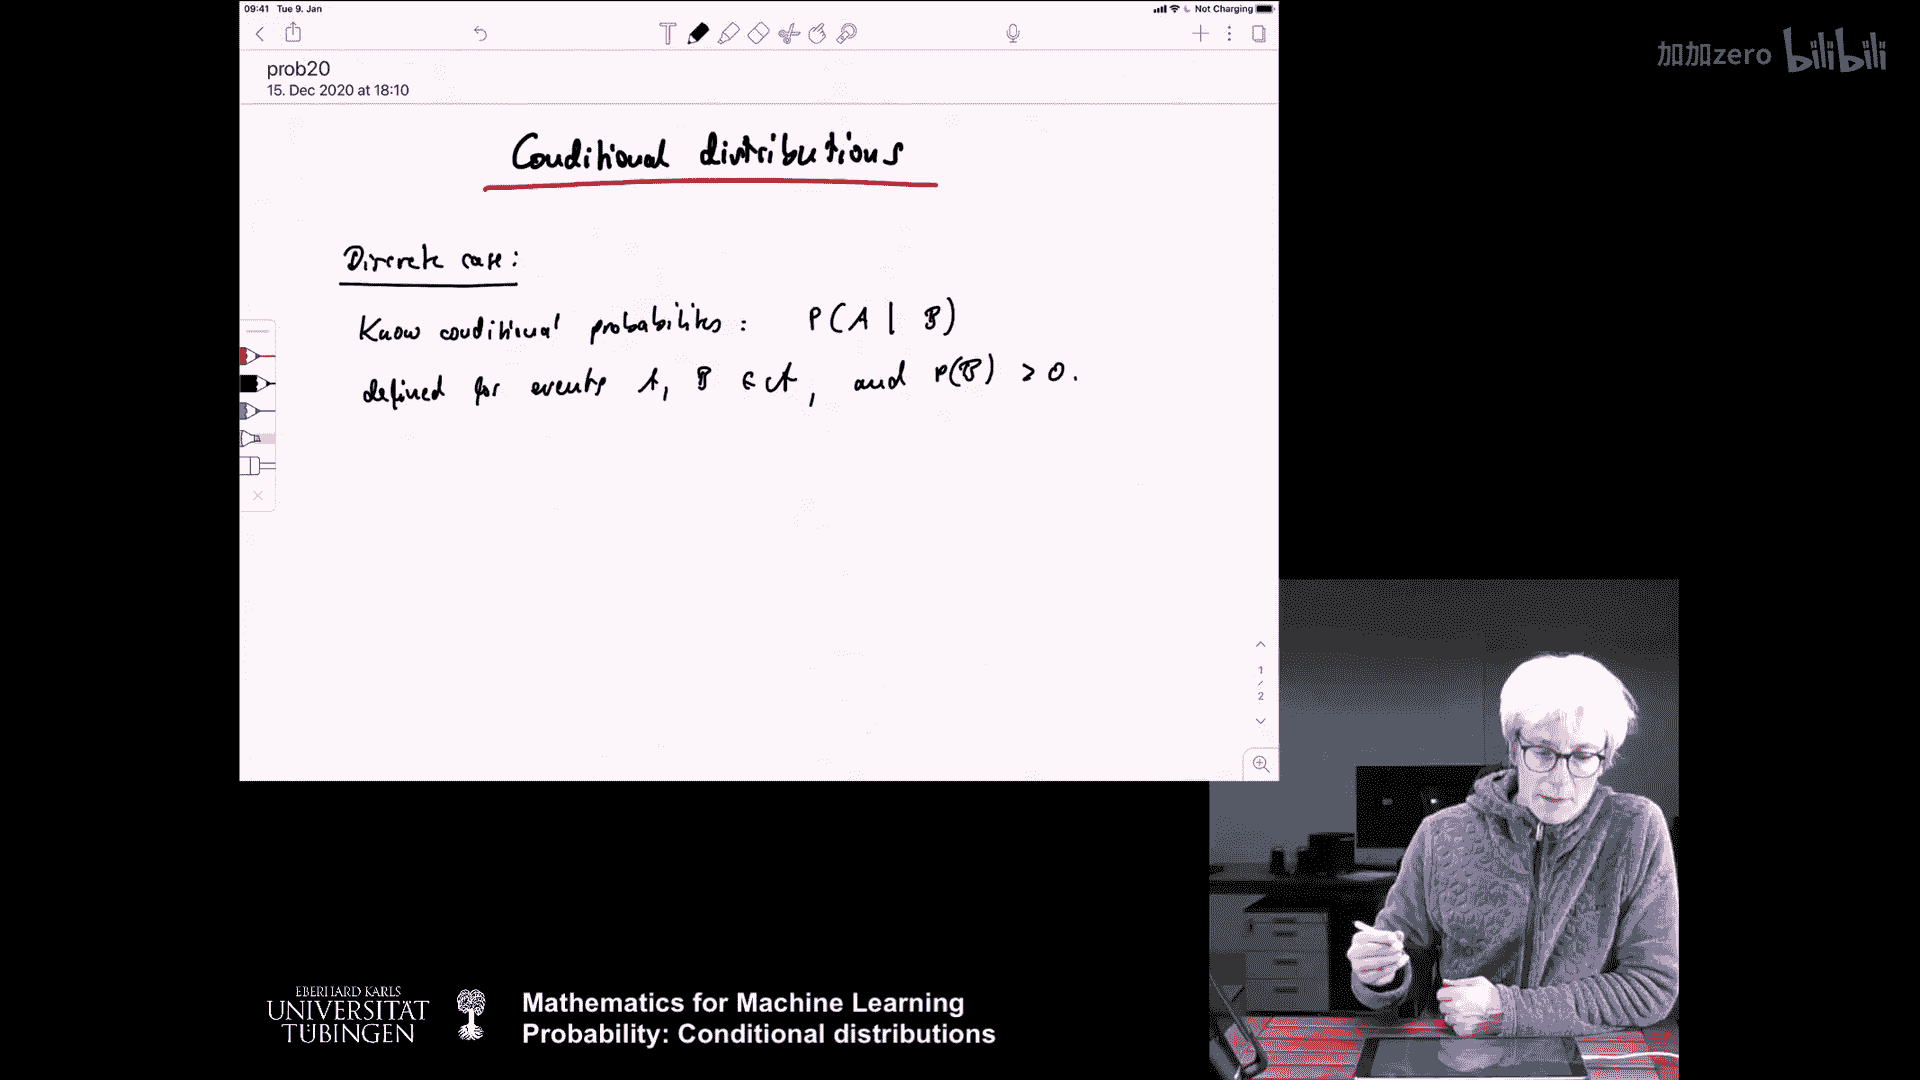 09:41 Tue 9. Jan
Not Charging
加加zero bilibili
prob20
15. Dec 2020 at 18:10
Conditional distributions
Discrete case:
Know conditional probabilities: P(A | B)
defined for events A, B ∈ A, and P(B) > 0.
1
/
2
EBERHARD KARLS
UNIVERSITÄT
TÜBINGEN
Mathematics for Machine Learning
Probability: Conditional distributions